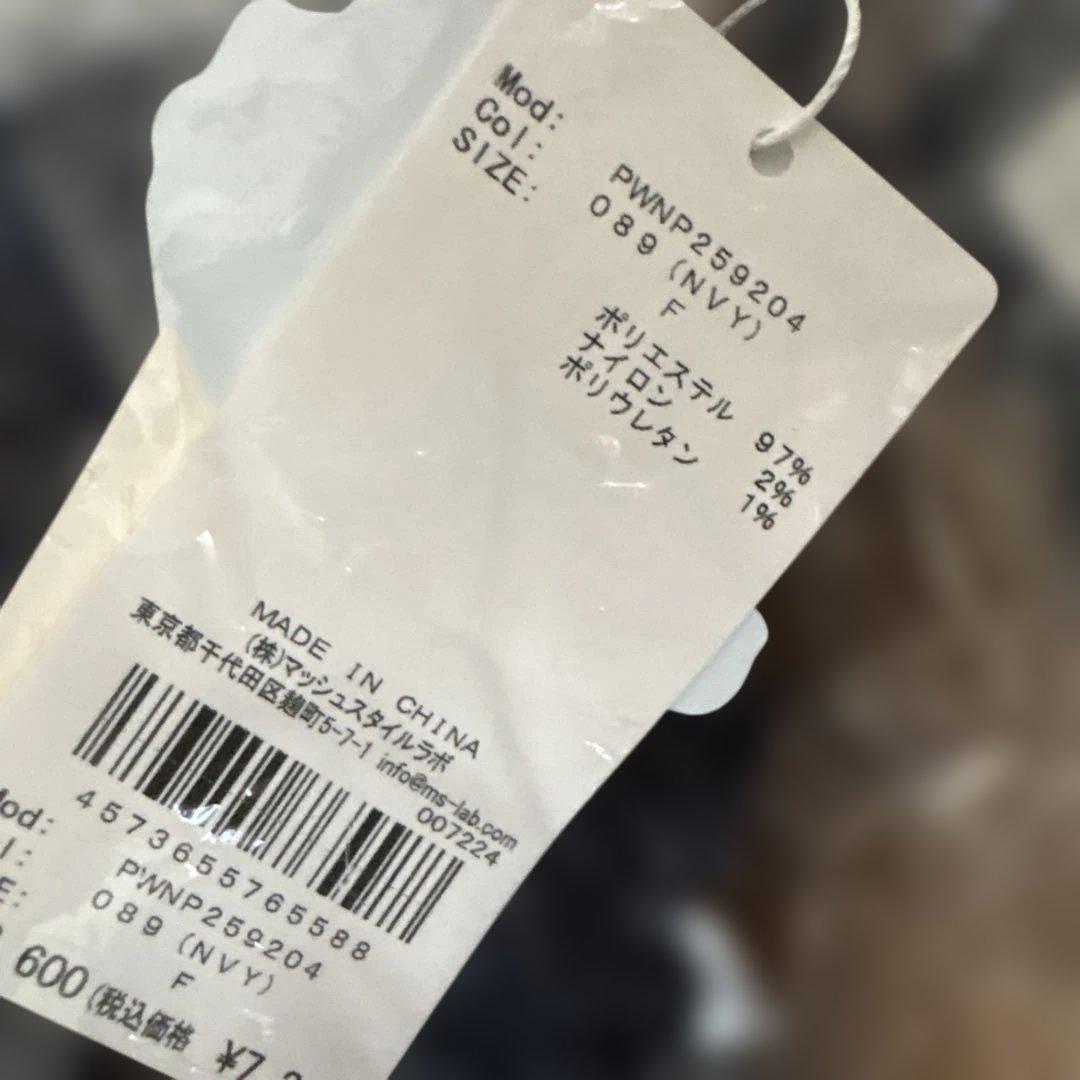 Mod: PWNP259204
Col: 089 (NVY)
SIZE: F
ポリエステル 97%
ナイロン 2%
ポリウレタン 1%
MADE IN CHINA
(株)マッシュスタイルラボ
東京都千代田区麹町5-7-1 info@ms-lab.com
007224
4573655765588
Mod: PWNP259204
089 (NVY)
F
600 (税込価格 ¥7